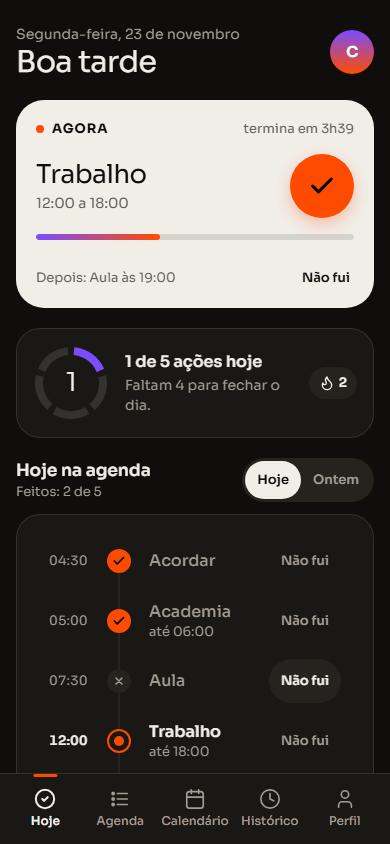 Segunda-feira, 23 de novembro
Boa tarde
C
AGORA
termina em 3h39
Trabalho
12:00 a 18:00
Depois: Aula às 19:00
Não fui
1
1 de 5 ações hoje
Faltam 4 para fechar o
dia.
2
Hoje na agenda
Feitos: 2 de 5
Hoje
Ontem
04:30
Acordar
Não fui
05:00
Academia
até 06:00
Não fui
07:30
Aula
Não fui
12:00
Trabalho
até 18:00
Não fui
Hoje
Agenda
Calendário
Histórico
Perfil